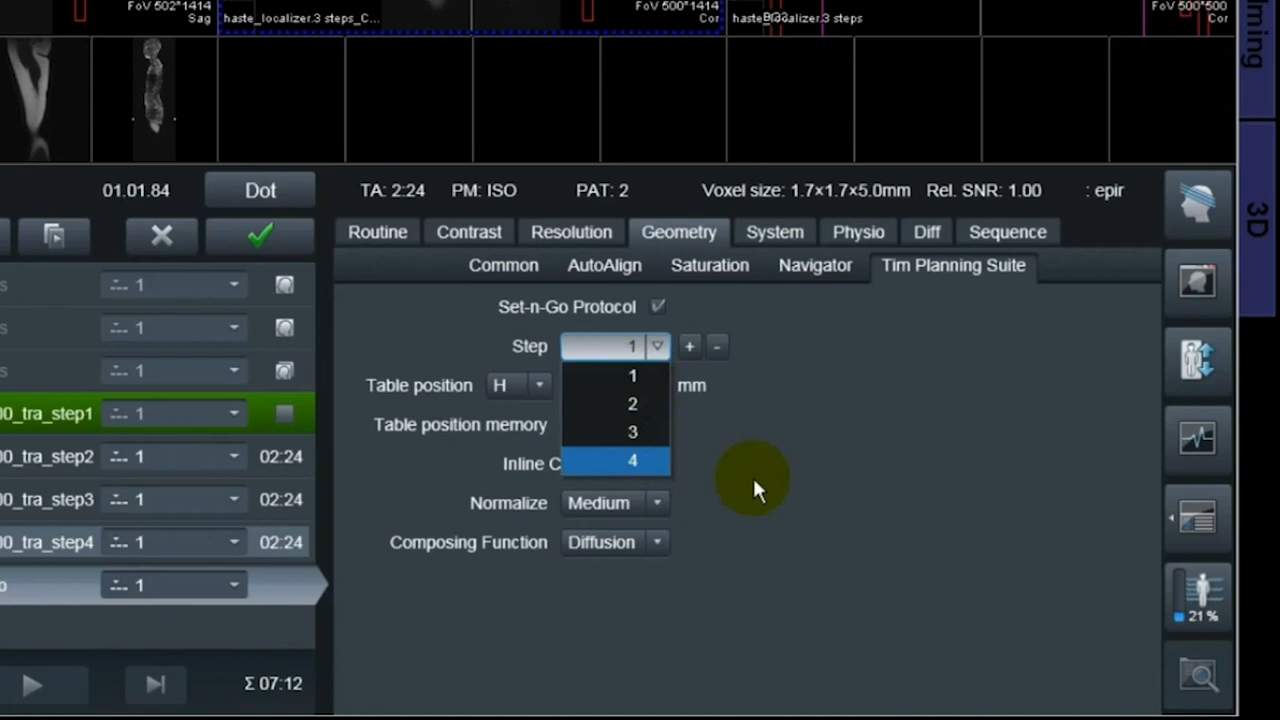 FoV 502*1414
Sag
haste_localizer.3 steps_C...
FoV 500*1414
Cor
3 steps
FoV 500*500
Cor
3D
01.01.84
Dot
TA: 2:24 PM: ISO PAT: 2 Voxel size: 1.7×1.7×5.0mm Rel. SNR: 1.00 : epir
Routine Contrast Resolution Geometry System Physio Diff Sequence
Common AutoAlign Saturation Navigator Tim Planning Suite
s 1
s 1
s 1
00_tra_step1 1
00_tra_step2 1 02:24
00_tra_step3 1 02:24
00_tra_step4 1 02:24
o 1
Σ 07:12
Set-n-Go Protocol
Step 1 + -
1
2
3
4
Table position H mm
Table position memory
Inline C
Normalize Medium
Composing Function Diffusion
21 %